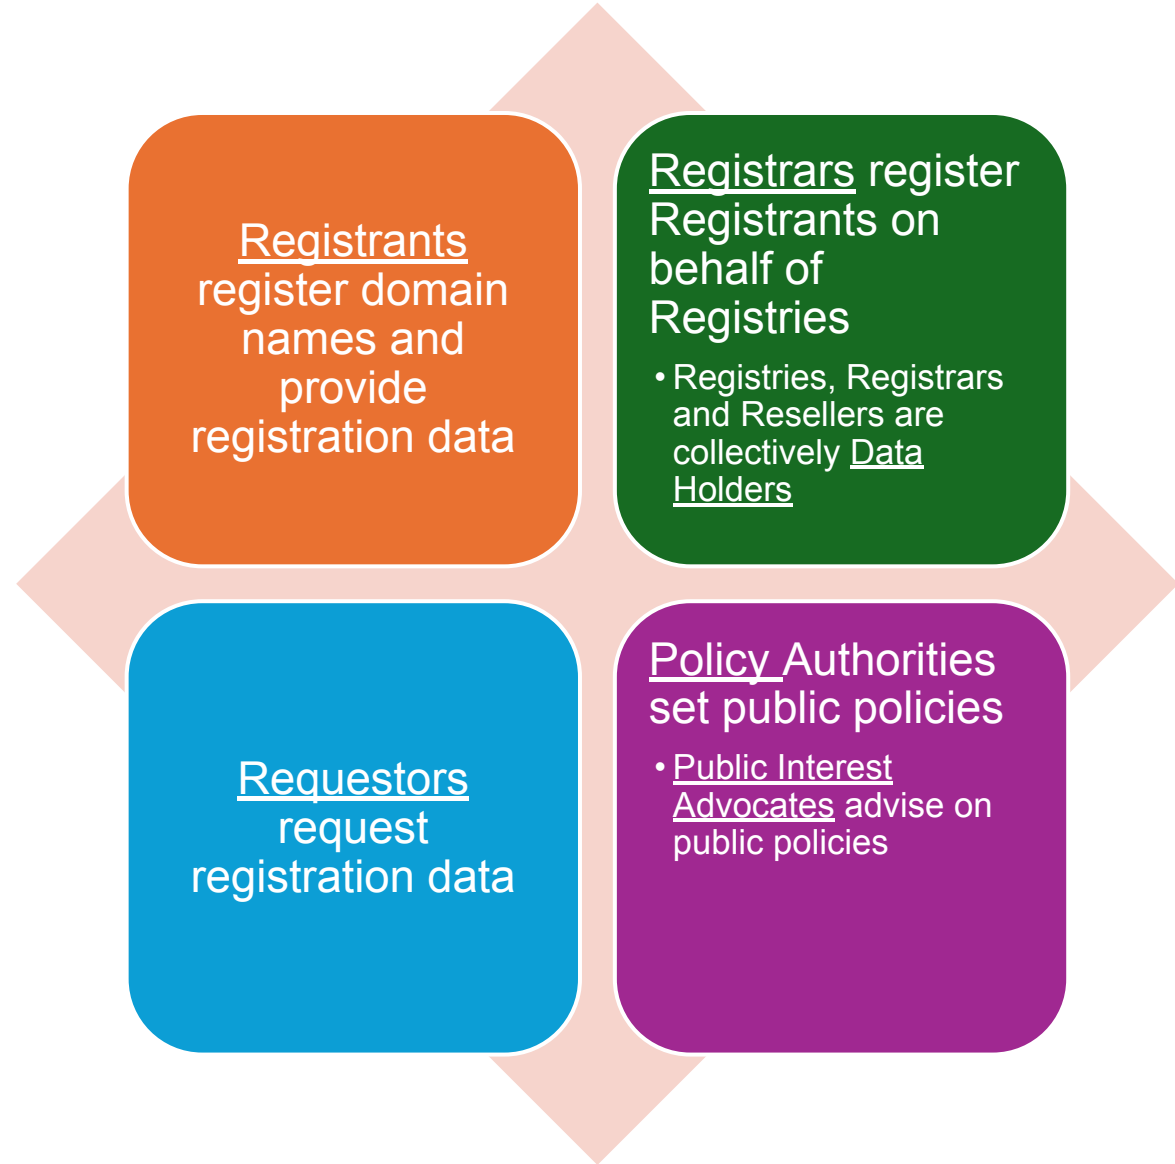 Registrants
register domain
names and
provide
registration data
Registrars register
Registrants on
behalf of
Registries
• Registries, Registrars
and Resellers are
collectively Data
Holders
Requestors
request
registration data
Policy Authorities
set public policies
• Public Interest
Advocates advise on
public policies